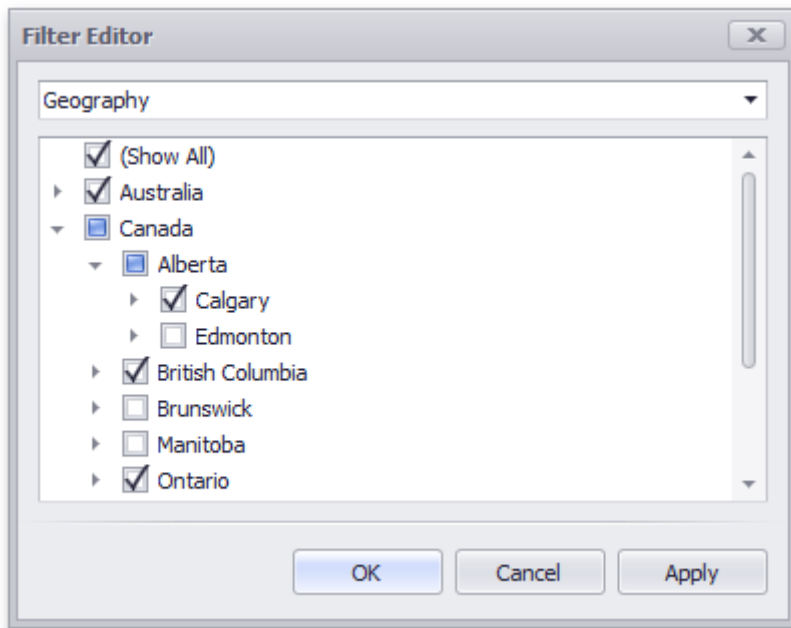 Filter Editor
Geography
(Show All)
Australia
Canada
Alberta
Calgary
Edmonton
British Columbia
Brunswick
Manitoba
Ontario
OK Cancel Apply